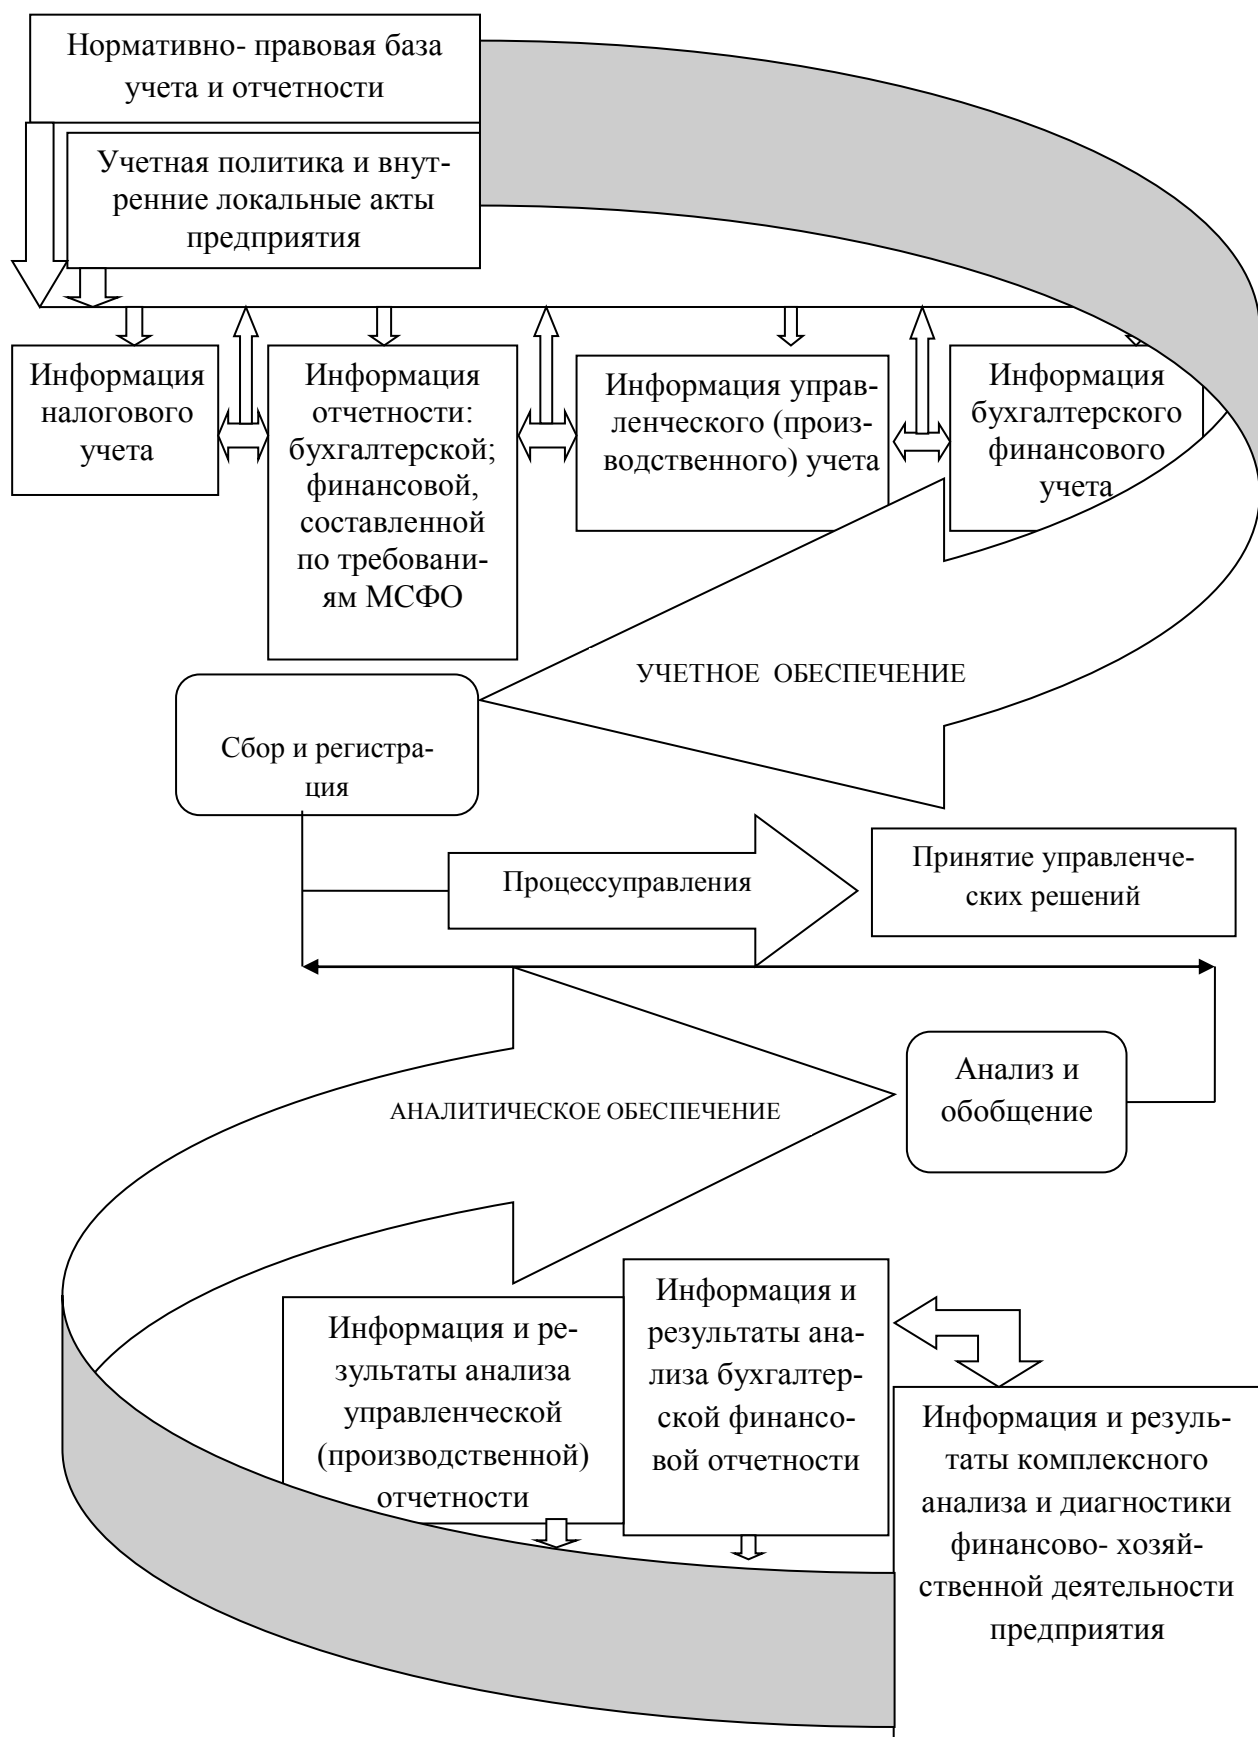 Нормативно- правовая база
учета и отчетности
Учетная политика и внут-
ренние локальные акты
предприятия
Информация
налогового
учета
Информация
отчетности:
бухгалтерской;
финансовой,
составленной
по требовани-
ям МСФО
Информация управ-
ленческого (произ-
водственного) учета
Информация
бухгалтерского
финансового
учета
УЧЕТНОЕ ОБЕСПЕЧЕНИЕ
Сбор и регистра-
ция
Процессуправления
Принятие управленче-
ских решений
АНАЛИТИЧЕСКОЕ ОБЕСПЕЧЕНИЕ
Анализ и
обобщение
Информация и ре-
зультаты анализа
управленческой
(производственной)
отчетности
Информация и
результаты ана-
лиза бухгалтер-
ской финансо-
вой отчетности
Информация и резуль-
таты комплексного
анализа и диагностики
финансово- хозяй-
ственной деятельности
предприятия